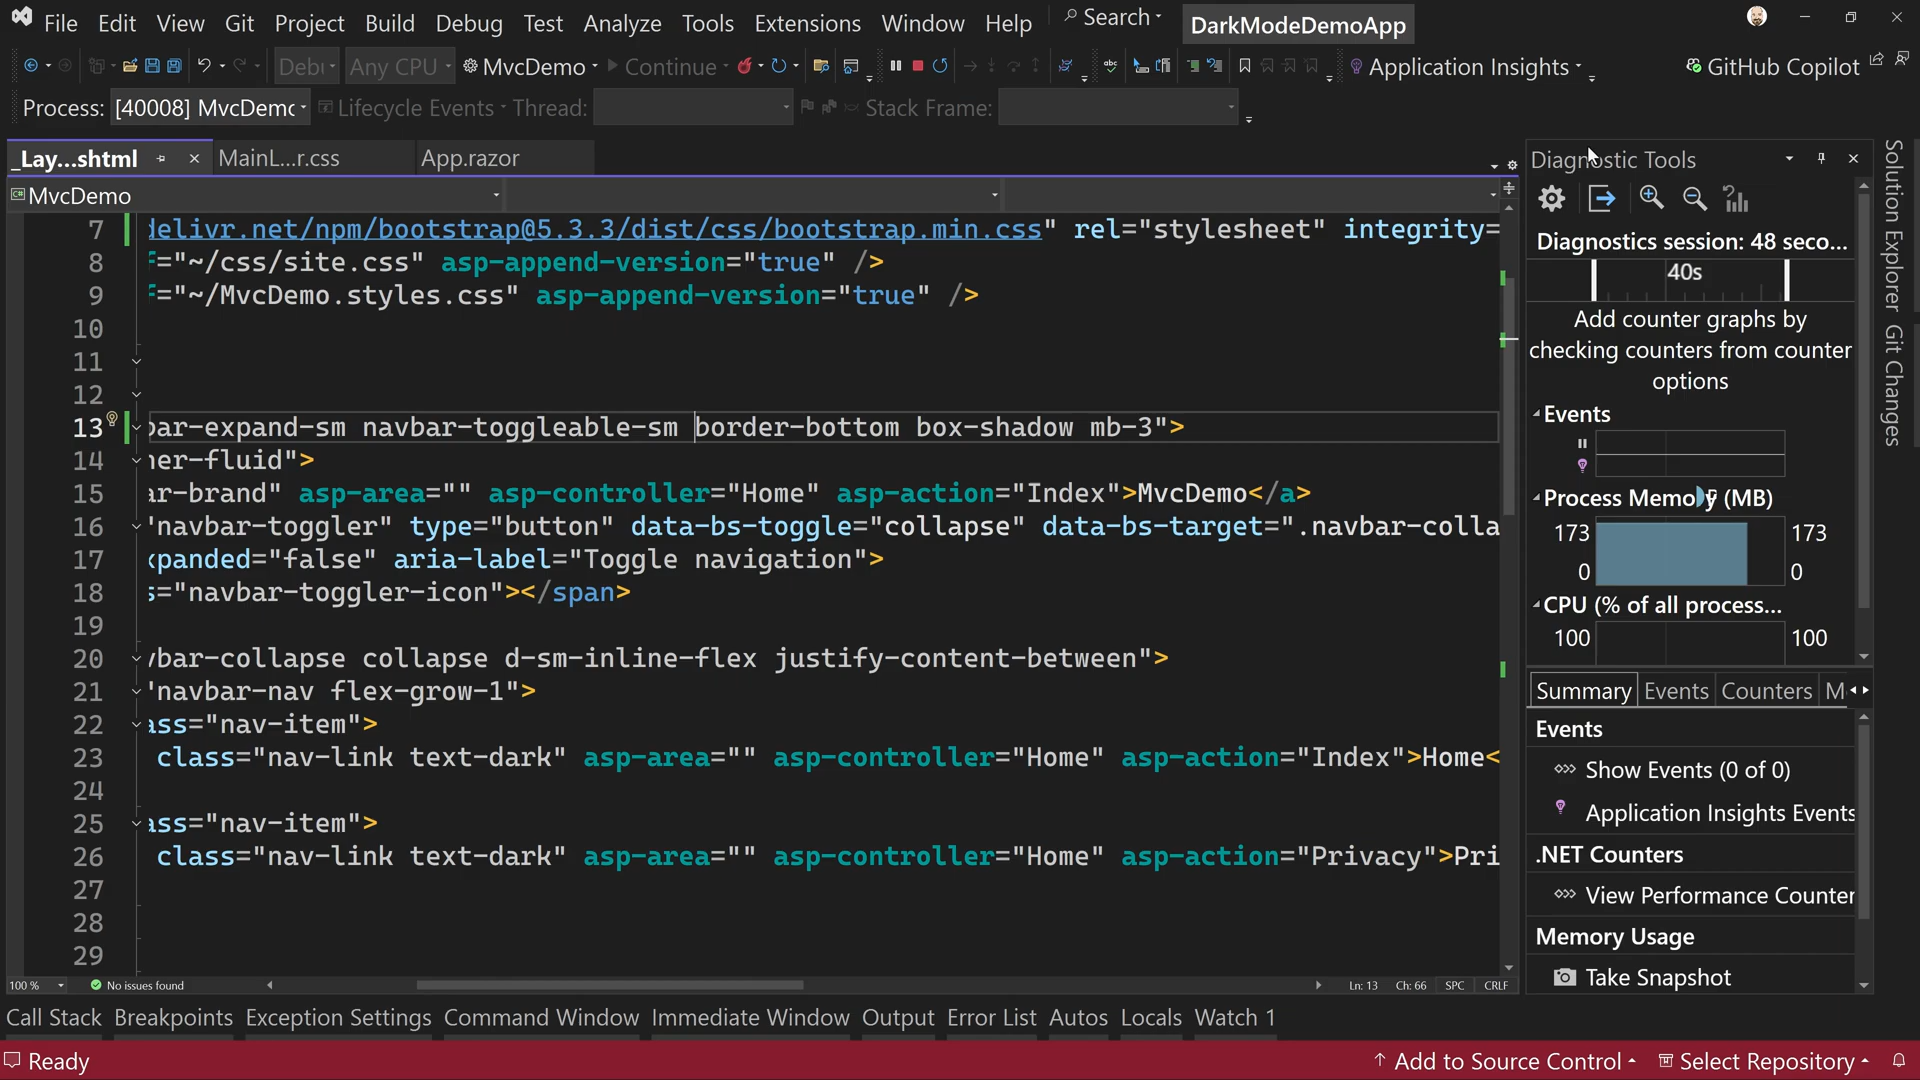 File Edit View Git Project Build Debug Test Analyze Tools Extensions Window Help Search DarkModeDemoApp
Debu Any CPU MvcDemo Continue Application Insights GitHub Copilot
Process: [40008] MvcDemo Lifecycle Events Thread: Stack Frame:
_Lay...shtml MainL...r.css App.razor
MvcDemo
7 delivr.net/npm/bootstrap@5.3.3/dist/css/bootstrap.min.css" rel="stylesheet" integrity=
8 f="~/css/site.css" asp-append-version="true" />
9 f="~/MvcDemo.styles.css" asp-append-version="true" />
10
11
12
13 bar-expand-sm navbar-toggleable-sm border-bottom box-shadow mb-3">
14 ner-fluid">
15 ar-brand" asp-area="" asp-controller="Home" asp-action="Index">MvcDemo</a>
16 "navbar-toggler" type="button" data-bs-toggle="collapse" data-bs-target=".navbar-colla
17 xpanded="false" aria-label="Toggle navigation">
18 s="navbar-toggler-icon"></span>
19
20 vbar-collapse collapse d-sm-inline-flex justify-content-between">
21 "navbar-nav flex-grow-1">
22 ass="nav-item">
23 class="nav-link text-dark" asp-area="" asp-controller="Home" asp-action="Index">Home<
24
25 ass="nav-item">
26 class="nav-link text-dark" asp-area="" asp-controller="Home" asp-action="Privacy">Pri
27
28
29
100 % No issues found Ln: 13 Ch: 66 SPC CRLF
Diagnostic Tools
Diagnostics session: 48 seco...
40s
Add counter graphs by
checking counters from counter
options
Events
Process Memory (MB)
173 173
0 0
CPU (% of all process...
100 100
Summary Events Counters M
Events
Show Events (0 of 0)
Application Insights Events
.NET Counters
View Performance Counter
Memory Usage
Take Snapshot
Solution Explorer
Git Changes
Call Stack Breakpoints Exception Settings Command Window Immediate Window Output Error List Autos Locals Watch 1
Ready Add to Source Control Select Repository